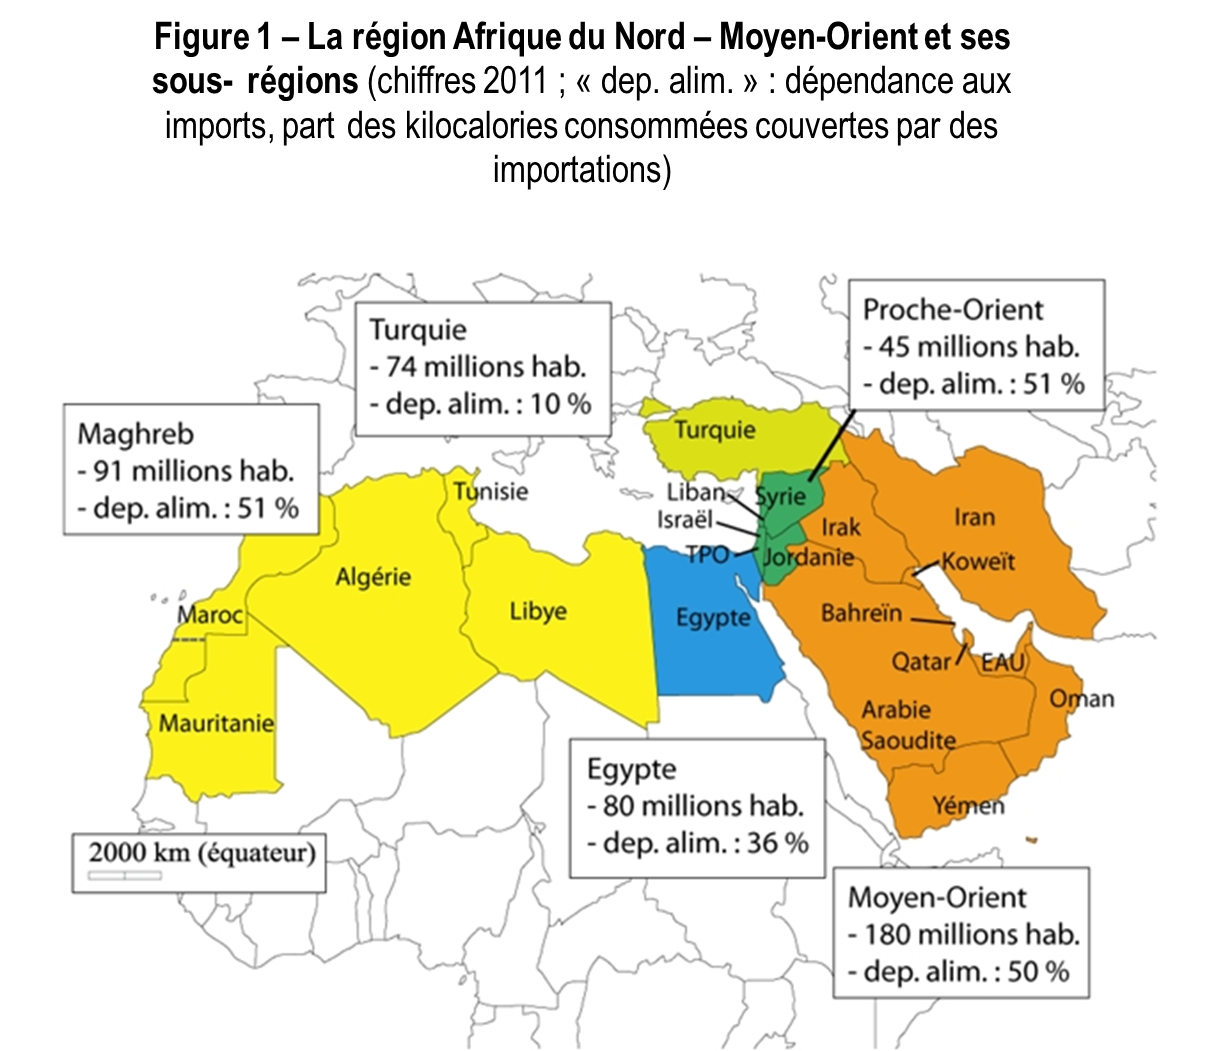 Figure 1 – La région Afrique du Nord – Moyen-Orient et ses
sous- régions (chiffres 2011 ; « dep. alim. » : dépendance aux
imports, part des kilocalories consommées couvertes par des
importations)
Turquie
- 74 millions hab.
- dep. alim. : 10 %
Proche-Orient
- 45 millions hab.
- dep. alim. : 51 %
Maghreb
- 91 millions hab.
- dep. alim. : 51 %
Turquie
Tunisie
Liban
Syrie
Israël
Irak
Iran
TPO
Jordanie
Koweït
Algérie
Maroc
Libye
Egypte
Bahreïn
Qatar
EAU
Oman
Mauritanie
Arabie
Saoudite
Yémen
Egypte
- 80 millions hab.
- dep. alim. : 36 %
2000 km (équateur)
Moyen-Orient
- 180 millions hab.
- dep. alim. : 50 %